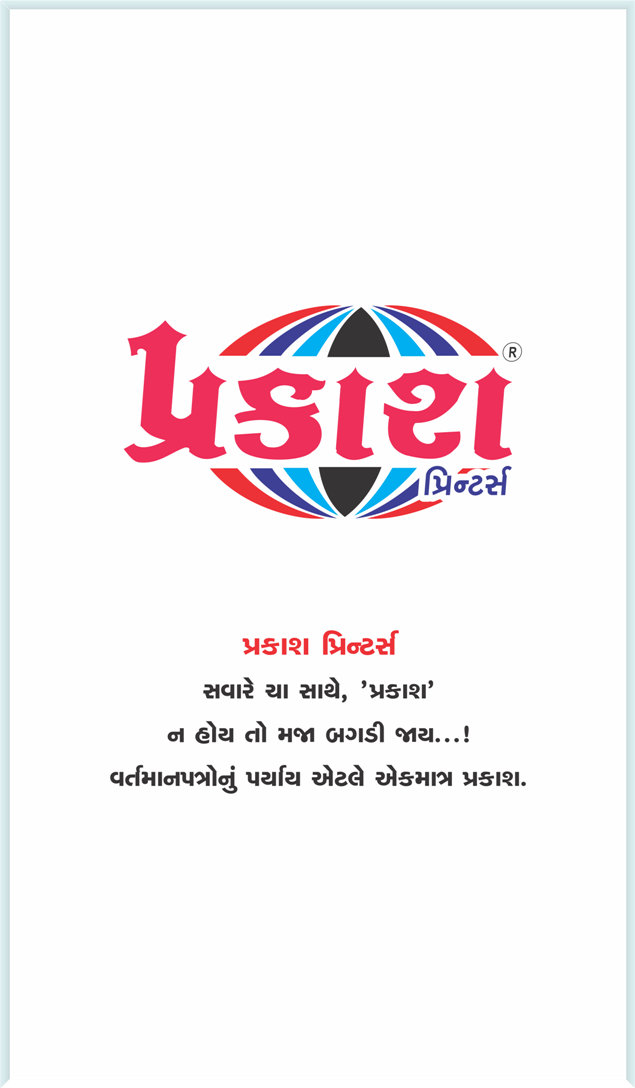 પ્રકાશ
®
પ્રિન્ટર્સ
પ્રકાશ પ્રિન્ટર્સ
સવારે ચા સાથે, ’પ્રકાશ’
ન હોય તો મજા બગડી જાય...!
વર્તમાનપત્રોનું પર્યાય એટલે એકમાત્ર પ્રકાશ.